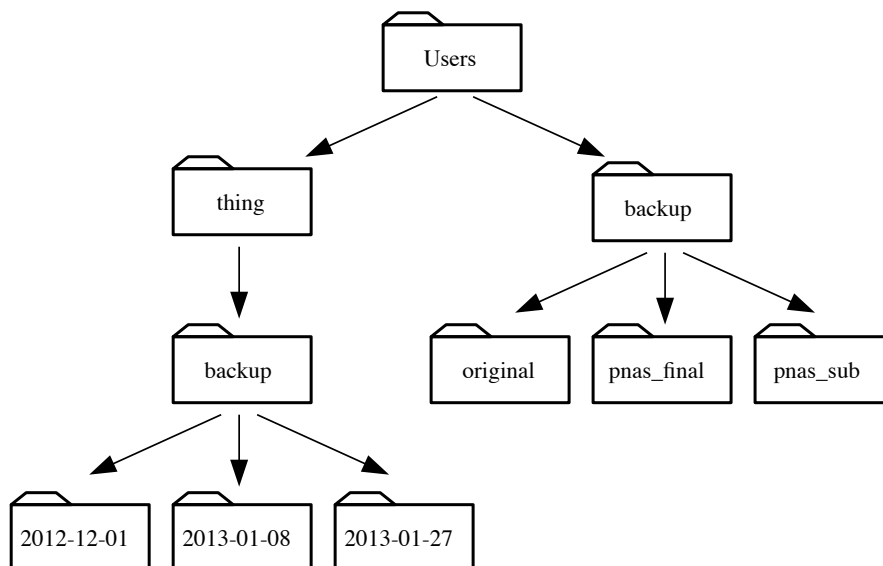 Users
thing
backup
backup
original
pnas_final
pnas_sub
2012-12-01
2013-01-08
2013-01-27